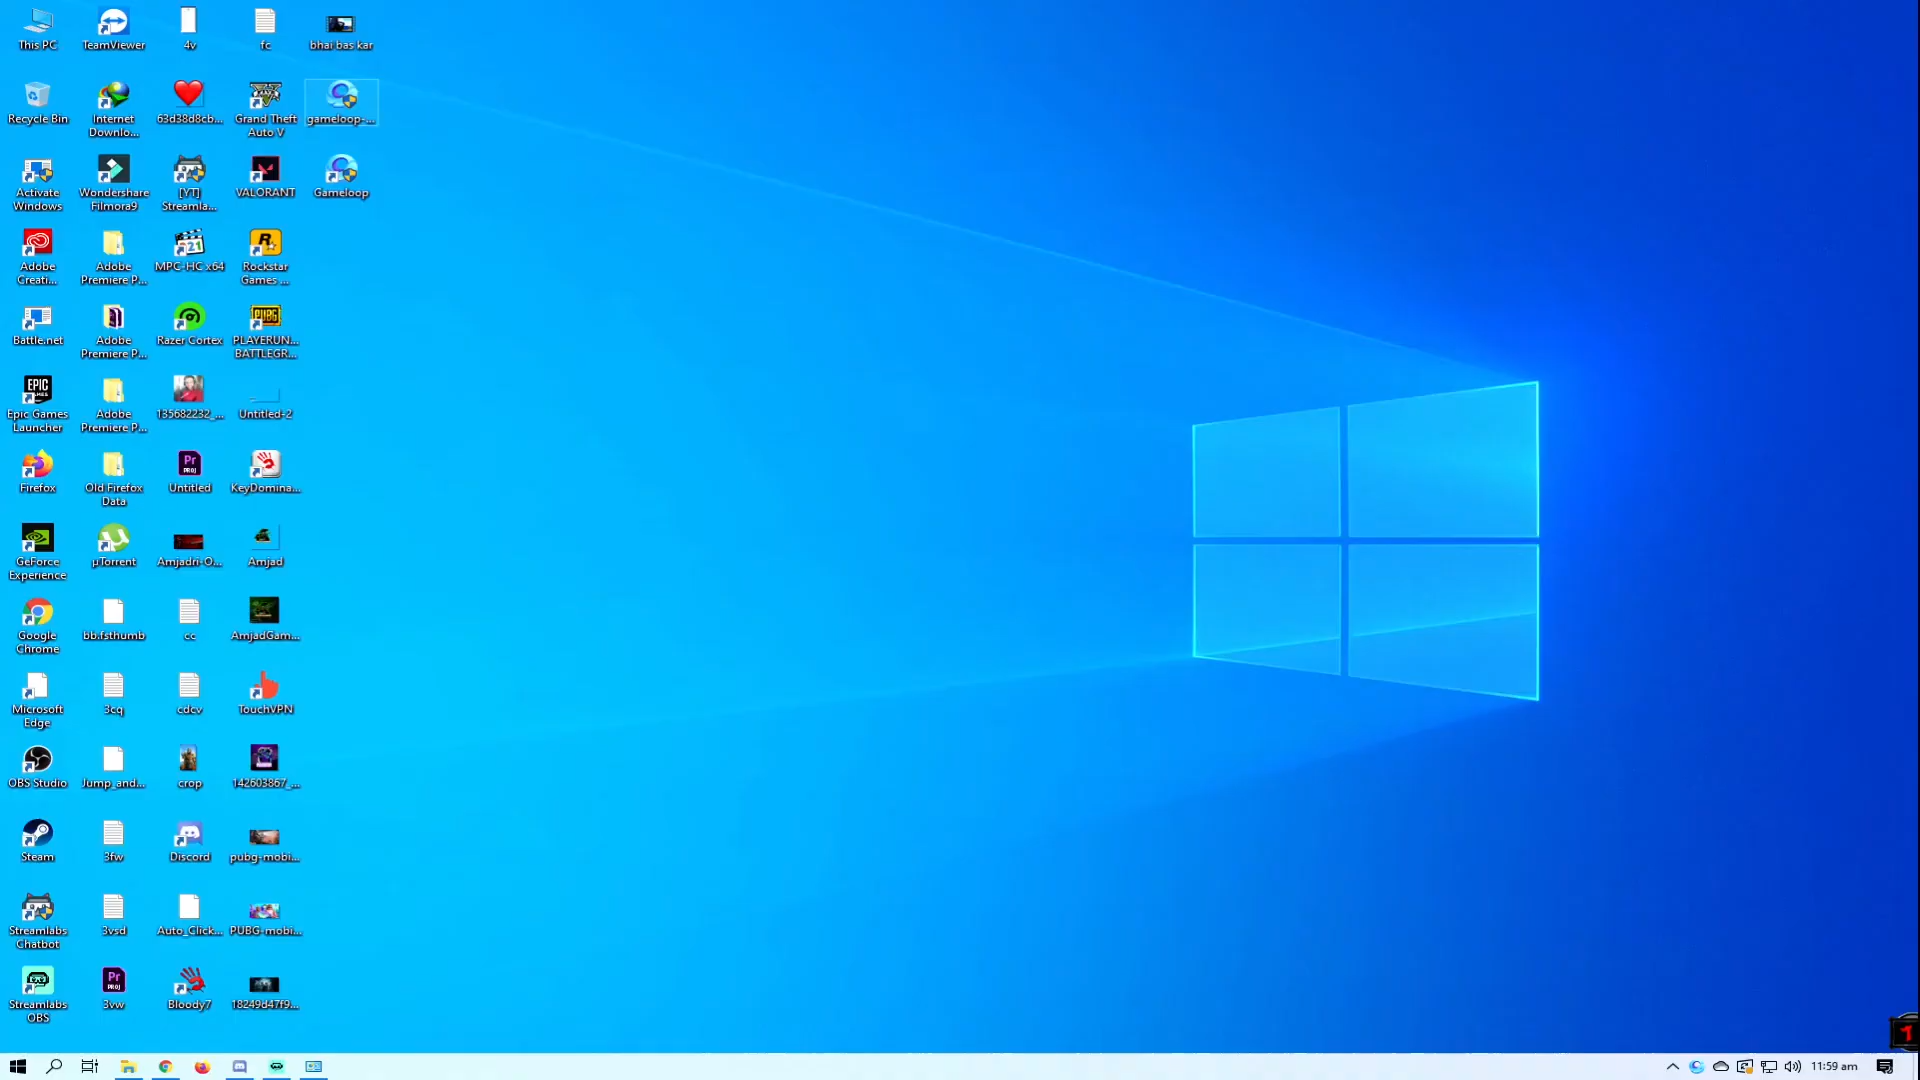 This PC
TeamViewer
4v
fc
bhai bas kar
Recycle Bin
Internet
Downlo...
63d38d8cb...
Grand Theft
Auto V
gameloop-...
Activate
Windows
Wondershare
Filmora9
[YT]
Streamla...
VALORANT
Gameloop
Adobe
Creati...
Adobe
Premiere P...
MPC-HC x64
Rockstar
Games ...
Battle.net
Adobe
Premiere P...
Razer Cortex
PLAYERUN...
BATTLEGR...
Epic Games
Launcher
Adobe
Premiere P...
135682232_...
Untitled-2
Firefox
Old Firefox
Data
Untitled
KeyDomina...
GeForce
Experience
µTorrent
Amjadri-O...
Amjad
Google
Chrome
bb.fsthumb
cc
AmjadGam...
Microsoft
Edge
3cq
cdcv
TouchVPN
OBS Studio
Jump_and...
crop
142603867_...
Steam
3fw
Discord
pubg-mobi...
Streamlabs
Chatbot
3vsd
Auto_Click...
PUBG-mobi...
Streamlabs
OBS
3vw
Bloody7
18249d47f9...
11:59 am